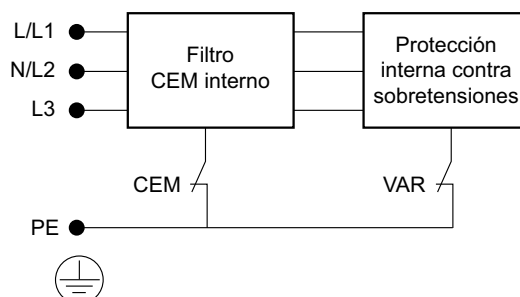 L/L1
N/L2
L3
Filtro
CEM interno
Protección
interna contra
sobretensiones
CEM
VAR
PE